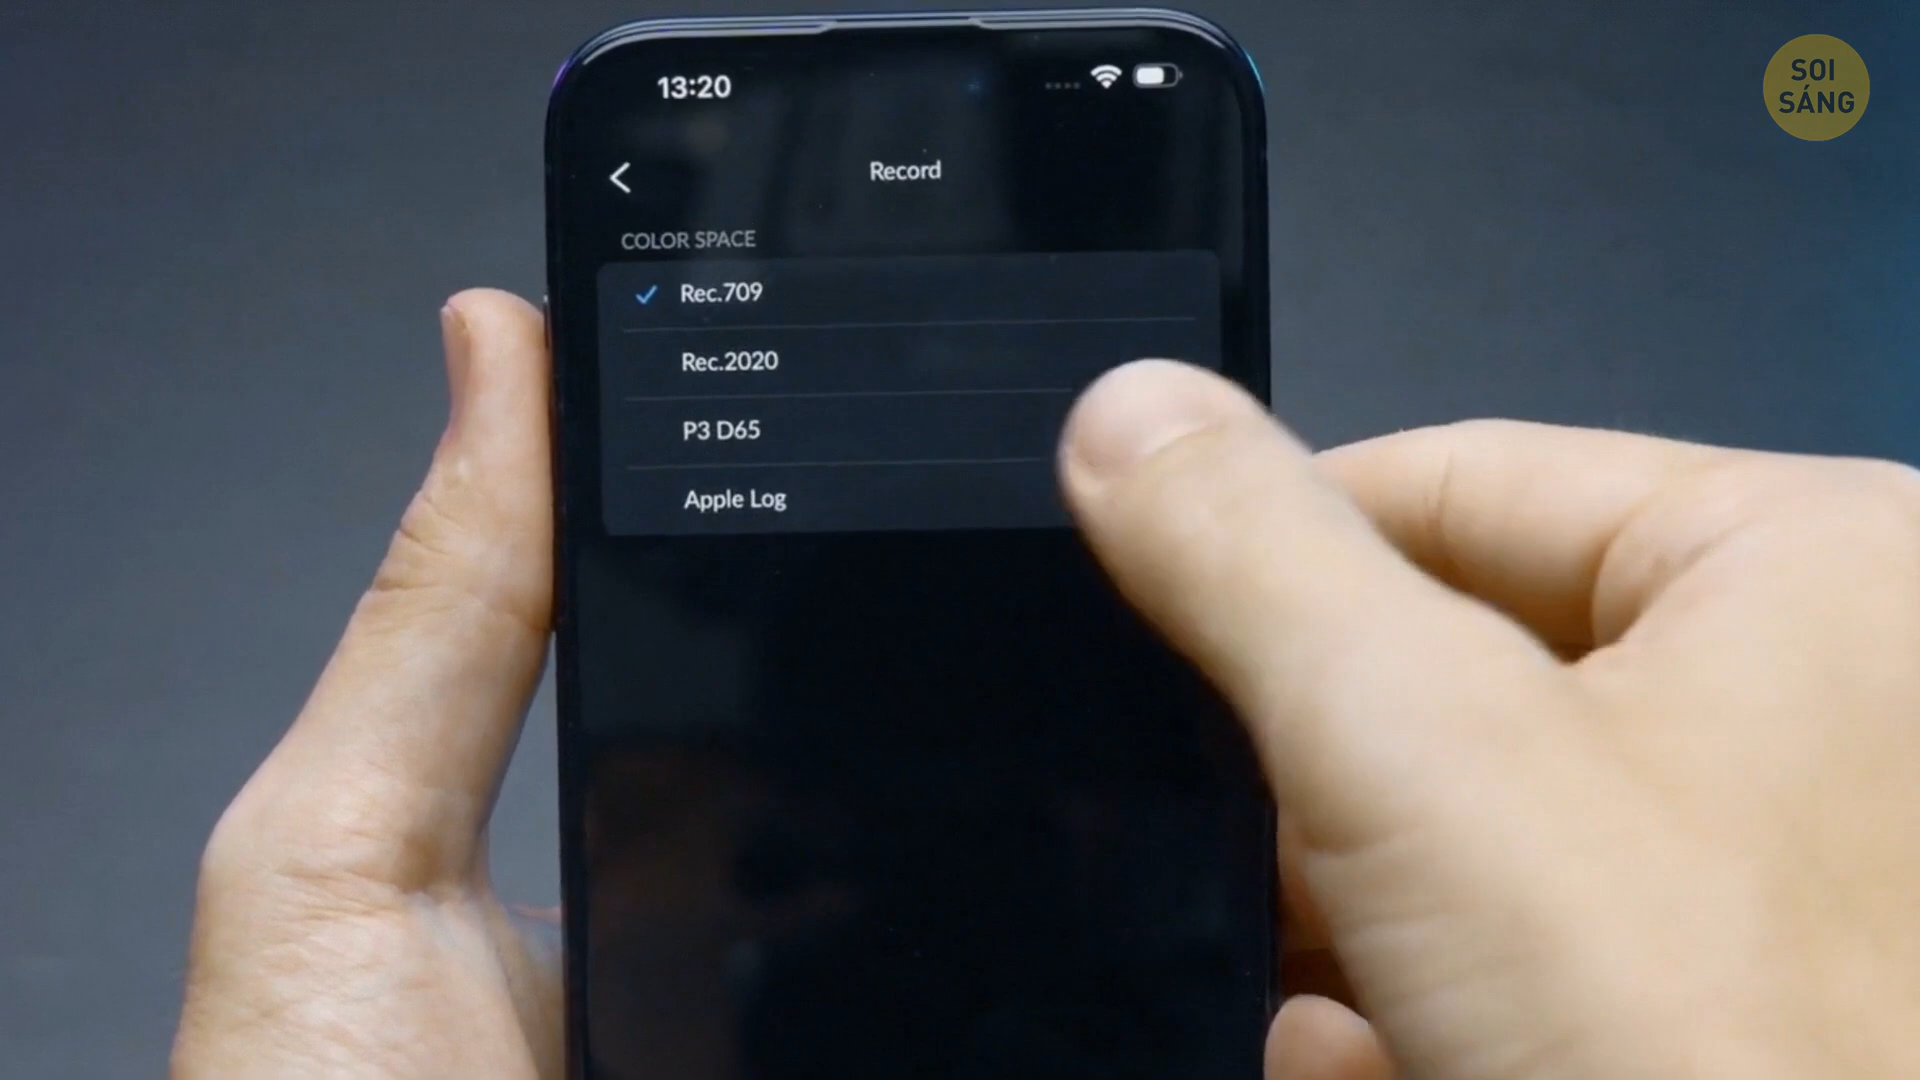 SOI
SÁNG
13:20
Record
COLOR SPACE
Rec.709
Rec.2020
P3 D65
Apple Log